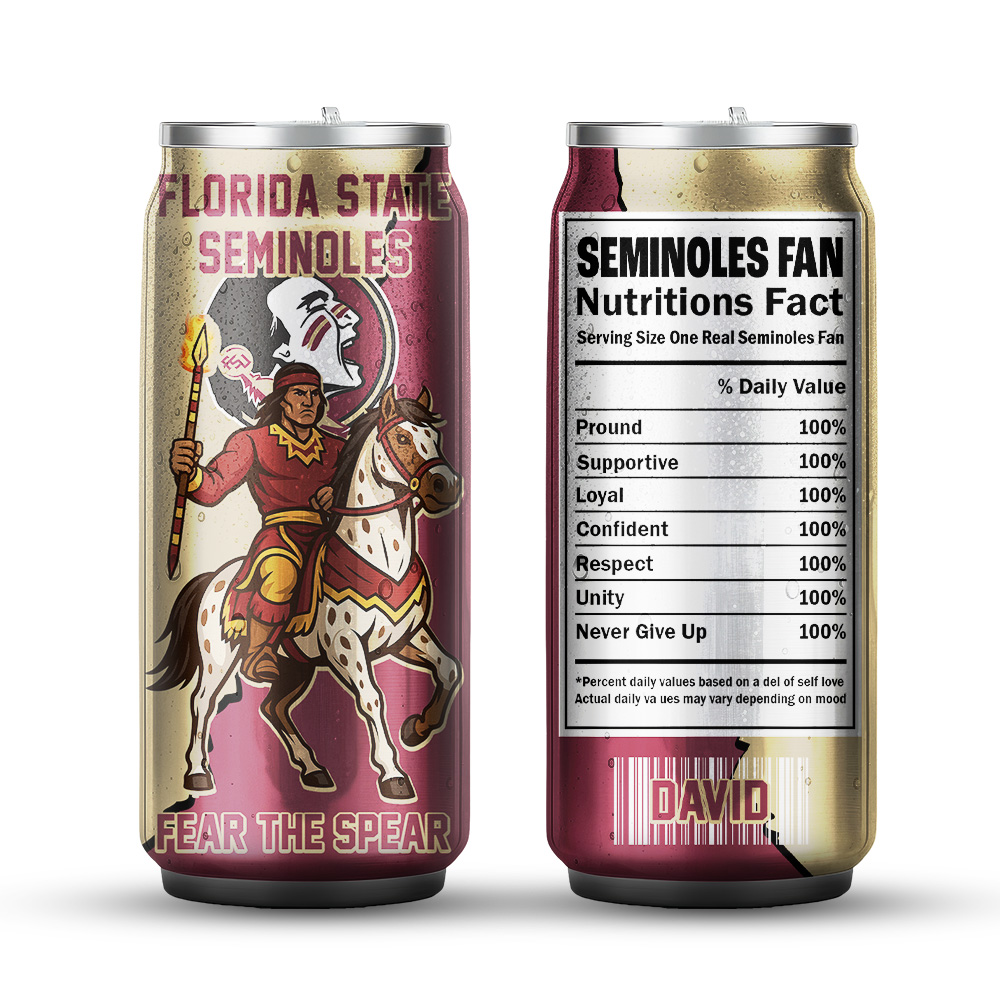 FLORIDA STATE
SEMINOLES
FSU
FEAR THE SPEAR
SEMINOLES FAN
Nutritions Fact
Serving Size One Real Seminoles Fan
% Daily Value
Pround 100%
Supportive 100%
Loyal 100%
Confident 100%
Respect 100%
Unity 100%
Never Give Up 100%
*Percent daily values based on a del of self love
Actual daily va ues may vary depending on mood
DAVID